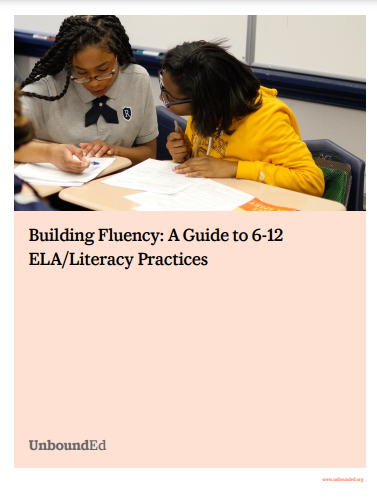 Building Fluency: A Guide to 6-12
ELA/Literacy Practices
UnboundEd
www.unbounded.org